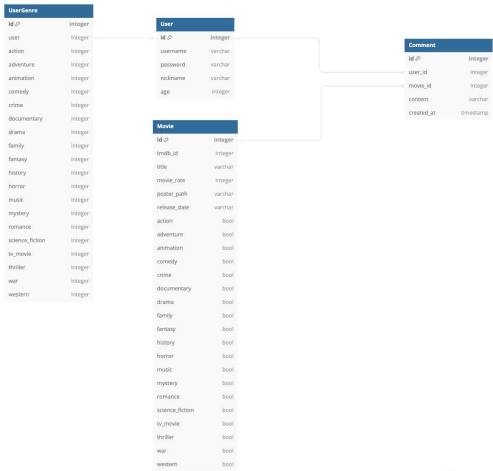 UserGenre
id integer
user integer
action integer
adventure integer
animation integer
comedy integer
crime integer
documentary integer
drama integer
family integer
fantasy integer
history integer
horror integer
music integer
mystery integer
romance integer
science_fiction integer
tv_movie integer
thriller integer
war integer
western integer
User
id integer
username varchar
password varchar
nickname varchar
age integer
Movie
id integer
tmdb_id integer
title varchar
movie_rate integer
poster_path varchar
release_date varchar
action bool
adventure bool
animation bool
comedy bool
crime bool
documentary bool
drama bool
family bool
fantasy bool
history bool
horror bool
music bool
mystery bool
romance bool
science_fiction bool
tv_movie bool
thriller bool
war bool
western bool
Comment
id integer
user_id integer
movie_id integer
content varchar
created_at timestamp